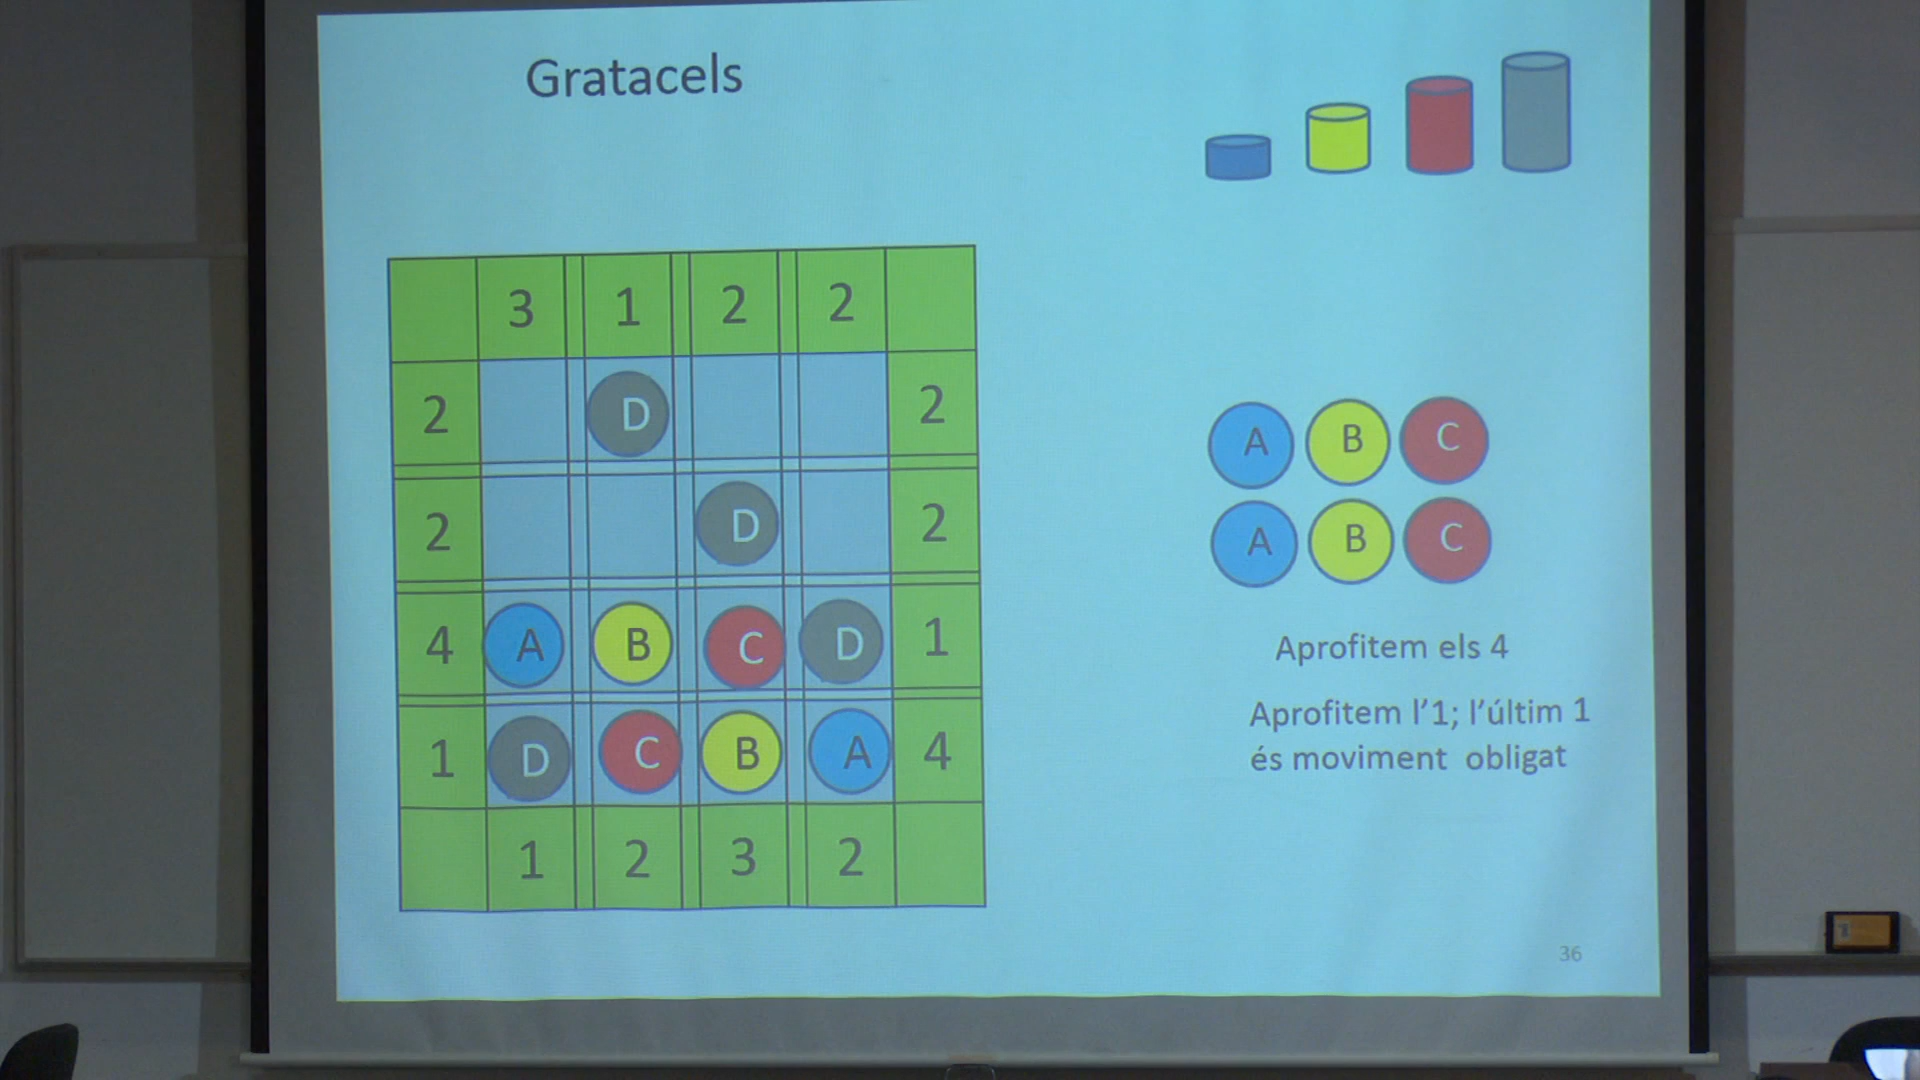 Gratacels
3 1 2 2
2 D 2
2 D 2
4 A B C D 1
1 D C B A 4
1 2 3 2
A B C
A B C
Aprofitem els 4
Aprofitem l'1; l'últim 1
és moviment obligat
36